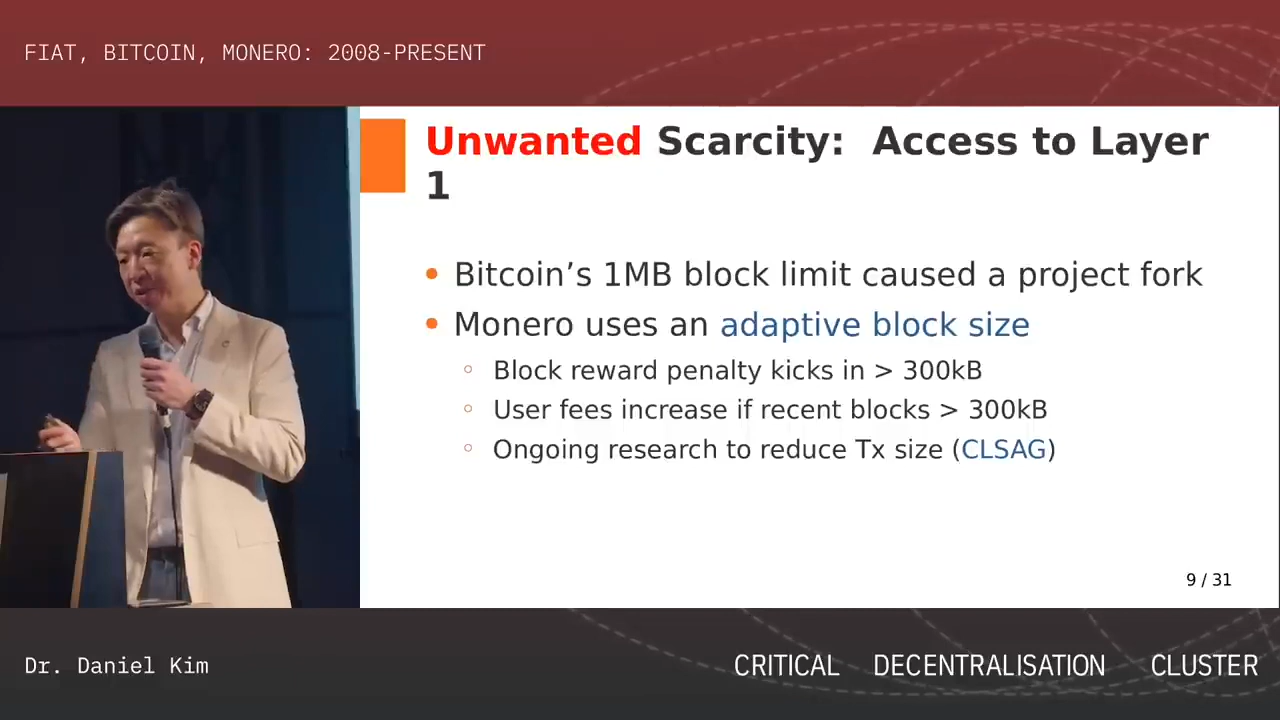 FIAT, BITCOIN, MONERO: 2008-PRESENT
Unwanted Scarcity: Access to Layer
1
• Bitcoin’s 1MB block limit caused a project fork
• Monero uses an adaptive block size
◦ Block reward penalty kicks in > 300kB
◦ User fees increase if recent blocks > 300kB
◦ Ongoing research to reduce Tx size (CLSAG)
9 / 31
Dr. Daniel Kim
CRITICAL DECENTRALISATION CLUSTER